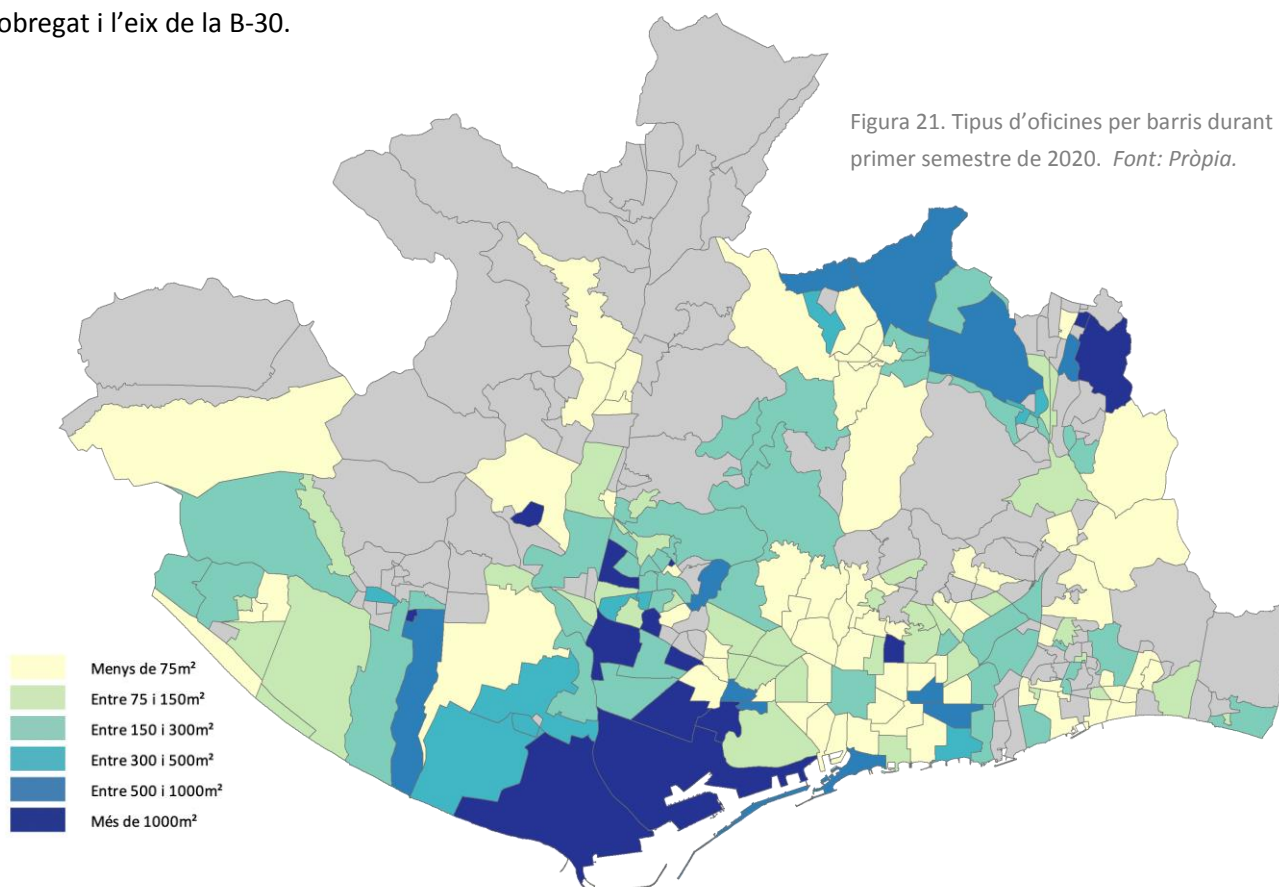 obregat i l’eix de la B-30.
Figura 21. Tipus d’oficines per barris durant
primer semestre de 2020. Font: Pròpia.
Menys de 75m²
Entre 75 i 150m²
Entre 150 i 300m²
Entre 300 i 500m²
Entre 500 i 1000m²
Més de 1000m²